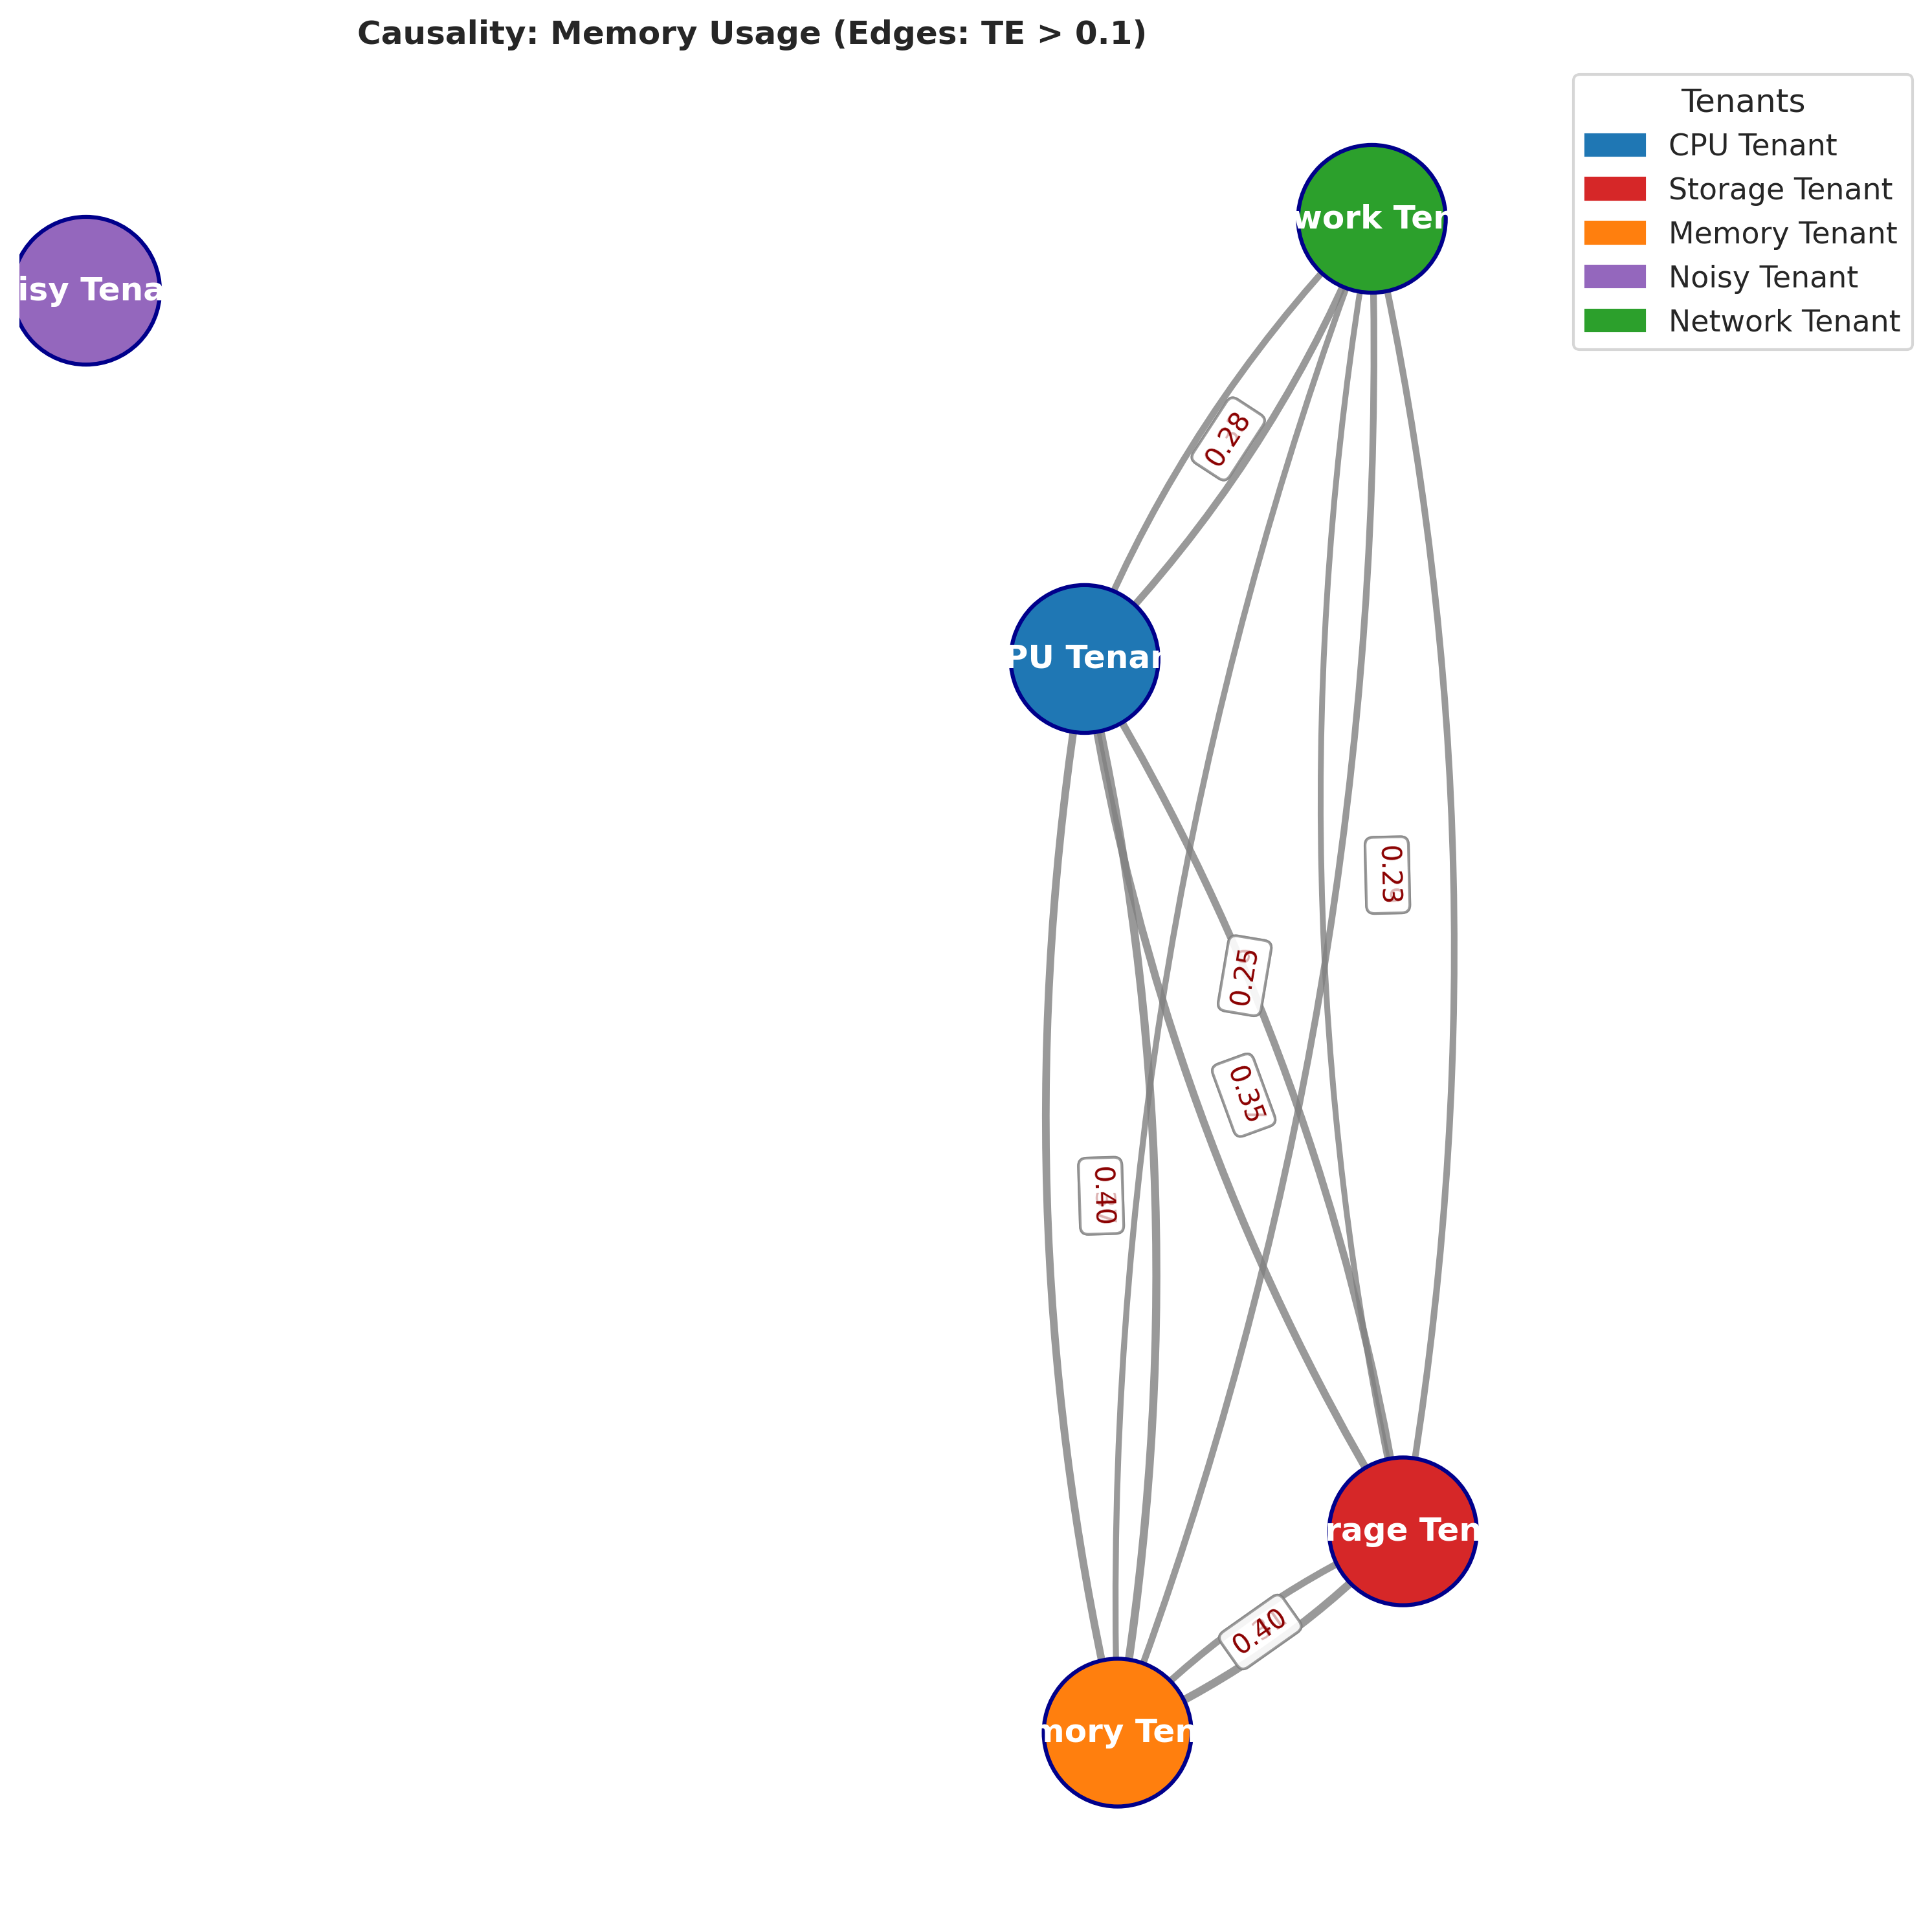 Causality: Memory Usage (Edges: TE > 0.1)
Tenants
CPU Tenant
Storage Tenant
Memory Tenant
Noisy Tenant
Network Tenant
work Ten
isy Tena
0.28
PU Tenan
0.23
0.25
0.35
0.40
rage Ten
0.40
mory Ten